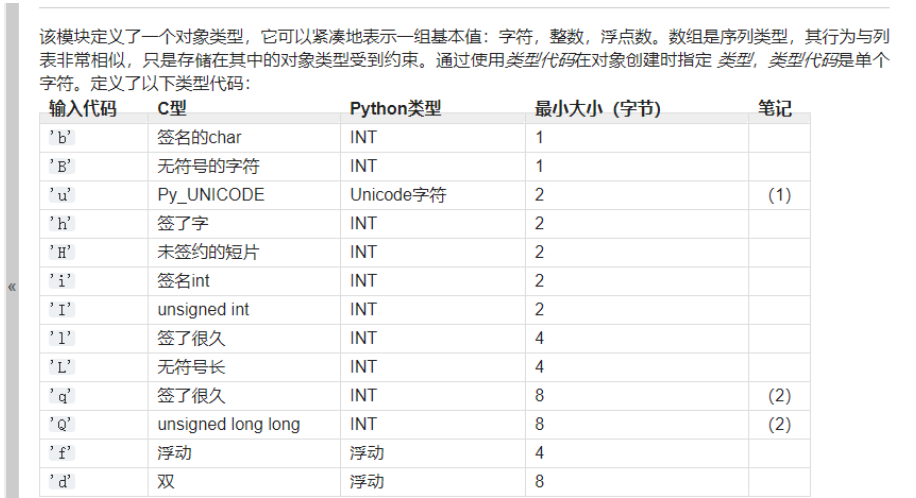 该模块定义了一个对象类型，它可以紧凑地表示一组基本值：字符，整数，浮点数。数组是序列类型，其行为与列
表非常相似，只是存储在其中的对象类型受到约束。通过使用类型代码在对象创建时指定 类型，类型代码是单个
字符。定义了以下类型代码：
输入代码 C型 Python类型 最小大小（字节) 笔记
'b' 签名的char INT 1
'B' 无符号的字符 INT 1
'u' Py_UNICODE Unicode字符 2 (1)
'h' 签了字 INT 2
'H' 未签约的短片 INT 2
'i' 签名int INT 2
'I' unsigned int INT 2
'l' 签了很久 INT 4
'L' 无符号长 INT 4
'q' 签了很久 INT 8 (2)
'Q' unsigned long long INT 8 (2)
'f' 浮动 浮动 4
'd' 双 浮动 8
«